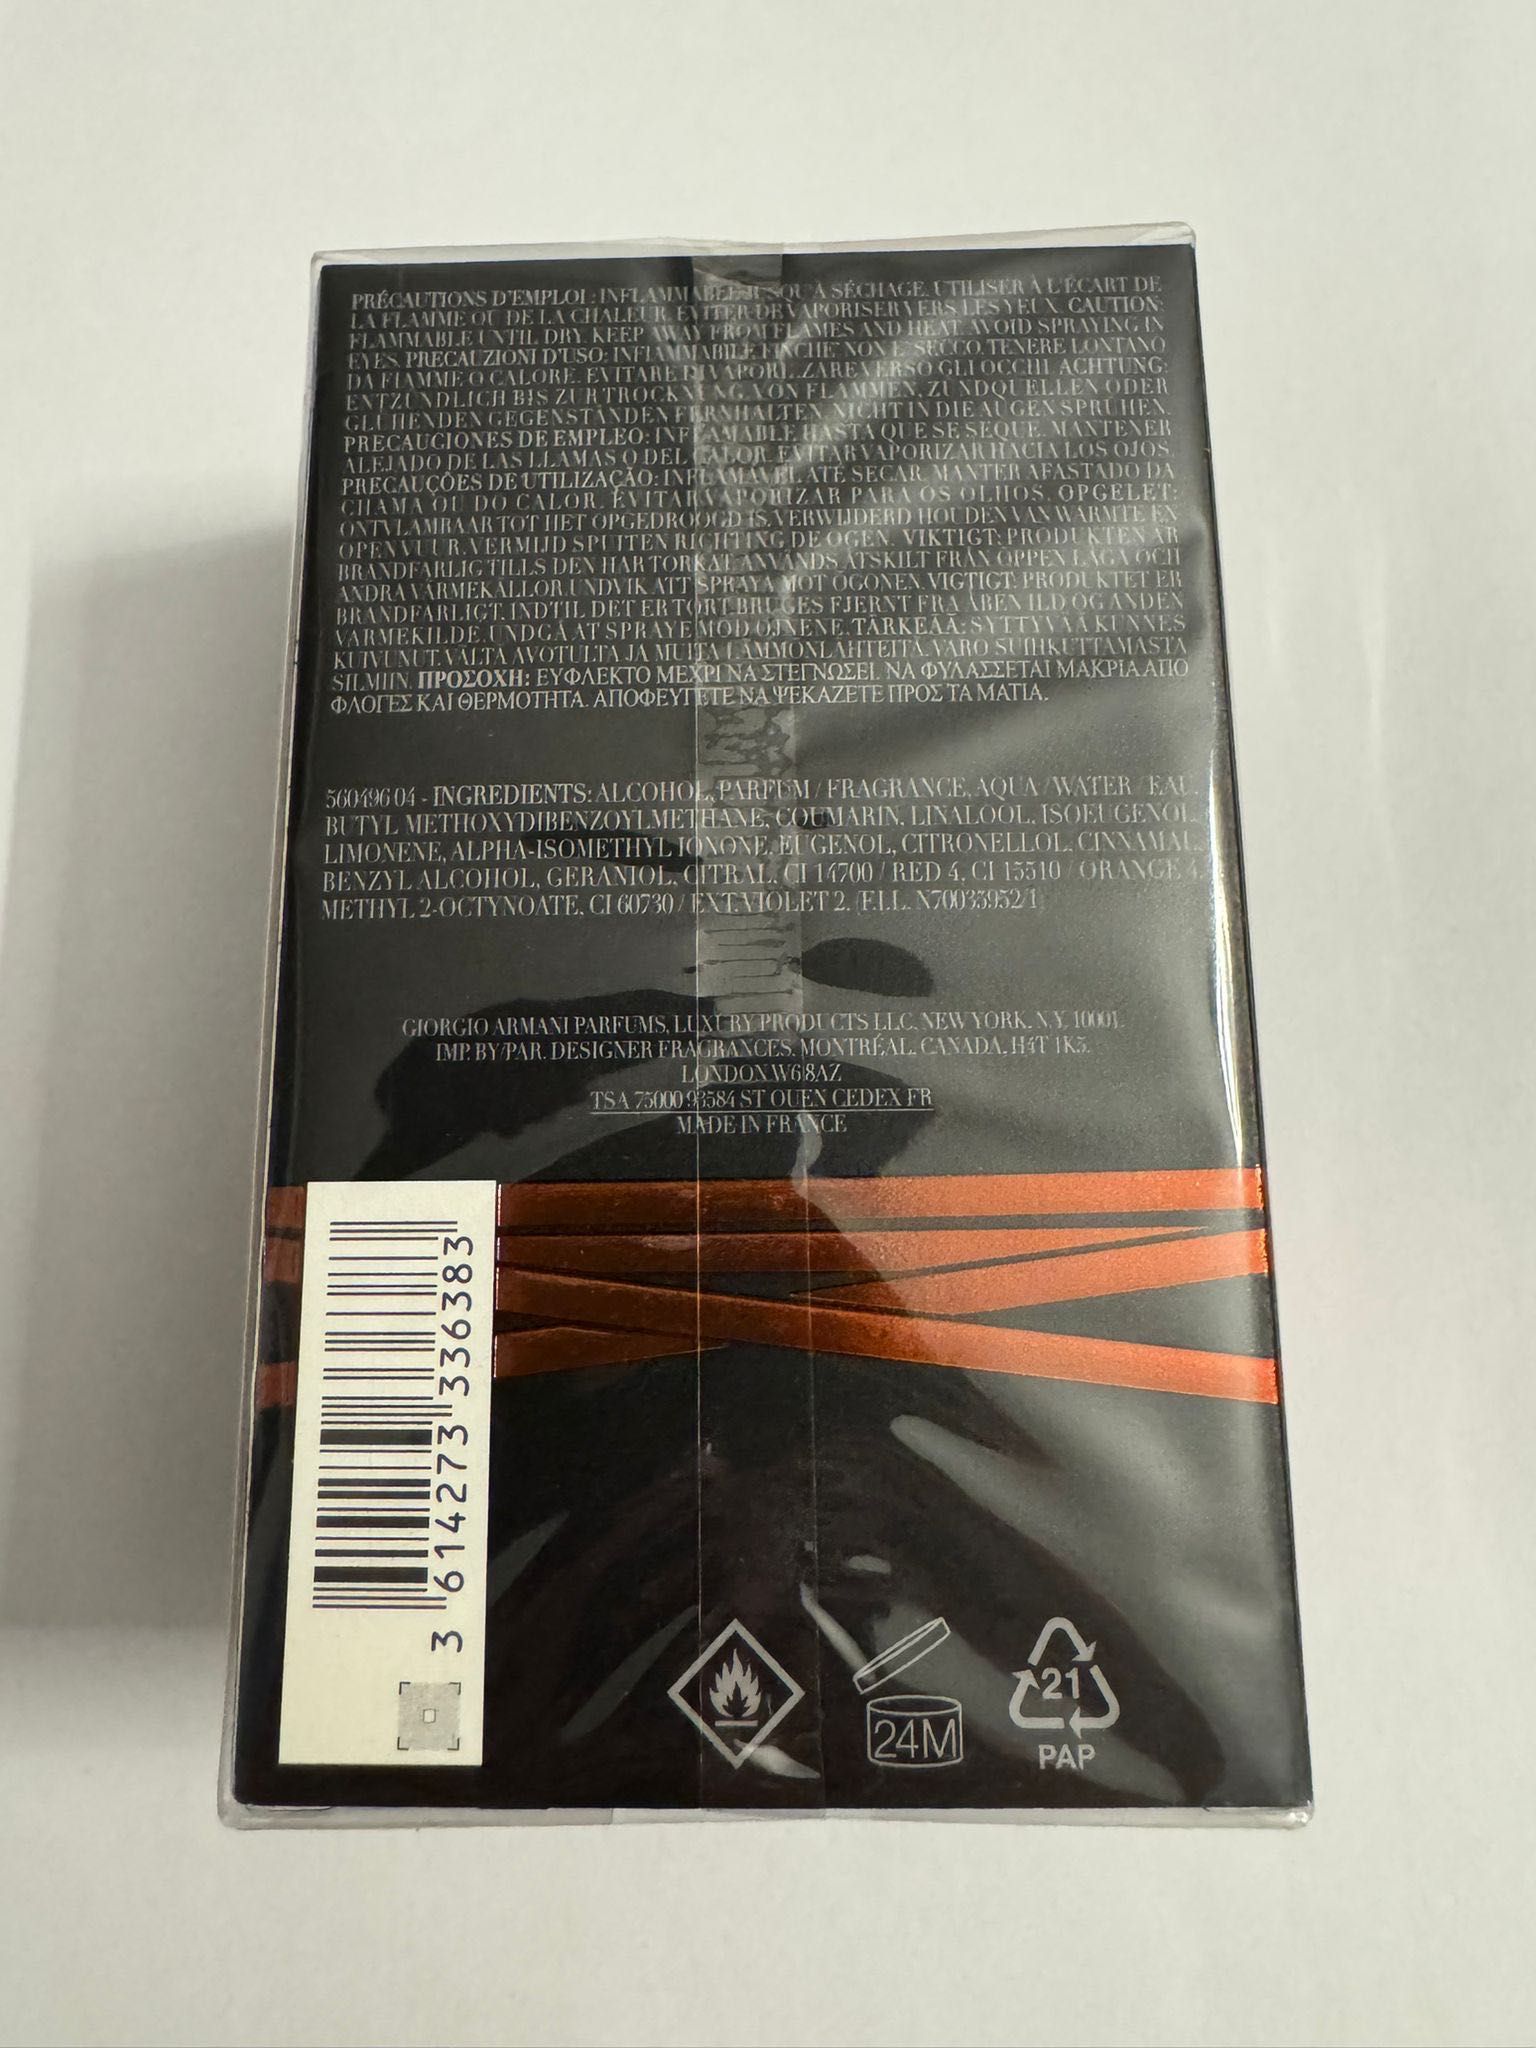 PRÉCAUTIONS D'EMPLOI : INFLAMMABLE JUSQU'À SÉCHAGE. UTILISER À L'ÉCART DE
LA FLAMME OU DE LA CHALEUR. ÉVITER DE VAPORISER VERS LES YEUX. CAUTION:
FLAMMABLE UNTIL DRY. KEEP AWAY FROM FLAMES AND HEAT. AVOID SPRAYING IN
EYES. PRECAUZIONI D'USO: INFIAMMABILE FINCHE' NON E' SECCO. TENERE LONTANO
DA FIAMME O CALORE. EVITARE DI VAPORIZZARE VERSO GLI OCCHI. ACHTUNG:
ENTZÜNDLICH BIS ZUR TROCKNUNG. VON FLAMMEN, ZÜNDQUELLEN ODER
GLÜHENDEN GEGENSTÄNDEN FERNHALTEN. NICHT IN DIE AUGEN SPRÜHEN.
PRECAUCIONES DE EMPLEO: INFLAMABLE HASTA QUE SE SEQUE. MANTENER
ALEJADO DE LAS LLAMAS O DEL CALOR. EVITAR VAPORIZAR HACIA LOS OJOS.
PRECAUÇÕES DE UTILIZAÇÃO: INFLAMÁVEL ATÉ SECAR. MANTER AFASTADO DA
CHAMA OU DO CALOR. EVITAR VAPORIZAR PARA OS OLHOS. OPGELET:
ONTVLAMBAAR TOT HET OPGEDROOGD IS. VERWIJDERD HOUDEN VAN WARMTE EN
OPEN VUUR. VERMIJD SPUITEN RICHTING DE OGEN. VIKTIGT: PRODUKTEN ÄR
BRANDFARLIG TILLS DEN HAR TORKAT. ANVÄNDS ÅTSKILT FRÅN ÖPPEN LÅGA OCH
ANDRA VÄRMEKÄLLOR. UNDVIK ATT SPRAYA MOT ÖGONEN. VIGTIGT: PRODUKTET ER
BRANDFARLIGT, INDTIL DET ER TØRT. BRUGES FJERNT FRA ÅBEN ILD OG ANDEN
VARMEKILDE. UNDGÅ AT SPRAYE MOD ØJNENE. TÄRKEÄÄ: SYTTYVÄÄ KUNNES
KUIVUNUT. VÄLTÄ AVOTULTA JA MUITA LÄMMÖNLÄHTEITÄ. VARO SUIHKUTTAMASTA
SILMIIN. ΠΡΟΣΟΧΗ: ΕΥΦΛΕΚΤΟ ΜΕΧΡΙ ΝΑ ΣΤΕΓΝΩΣΕΙ. ΝΑ ΦΥΛΑΣΣΕΤΑΙ ΜΑΚΡΙΑ ΑΠΟ
ΦΛΟΓΕΣ ΚΑΙ ΘΕΡΜΟΤΗΤΑ. ΑΠΟΦΕΥΓΕΤΕ ΝΑ ΨΕΚΑΖΕΤΕ ΠΡΟΣ ΤΑ ΜΑΤΙΑ.
560496 04 - INGREDIENTS: ALCOHOL, PARFUM / FRAGRANCE, AQUA / WATER / EAU,
BUTYL METHOXYDIBENZOYLMETHANE, COUMARIN, LINALOOL, ISOEUGENOL,
LIMONENE, ALPHA-ISOMETHYL IONONE, EUGENOL, CITRONELLOL, CINNAMAL,
BENZYL ALCOHOL, GERANIOL, CITRAL, CI 14700 / RED 4, CI 15510 / ORANGE 4,
METHYL 2-OCTYNOATE, CI 60730 / EXT. VIOLET 2. (F.I.L. N70035952/1)
GIORGIO ARMANI PARFUMS, LUXURY PRODUCTS LLC, NEW YORK, N.Y. 10001.
IMP. BY/PAR. DESIGNER FRAGRANCES, MONTRÉAL, CANADA, H4T 1K5.
LONDON W6 8AZ
TSA 75000 93584 ST OUEN CEDEX FR
MADE IN FRANCE
3 614273 336383
24M
21
PAP